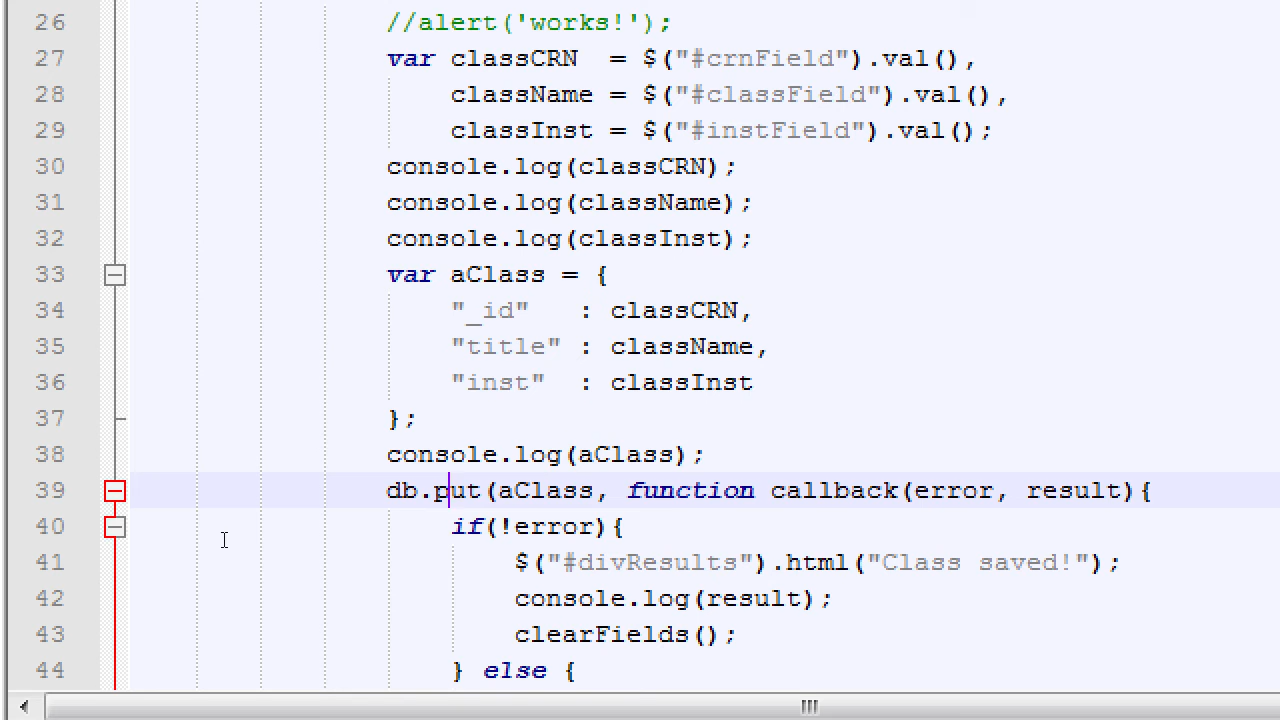 26 //alert('works!');
27 var classCRN  = $("#crnField").val(),
28 className = $("#classField").val(),
29 classInst = $("#instField").val();
30 console.log(classCRN);
31 console.log(className);
32 console.log(classInst);
33 var aClass = {
34 "_id"   : classCRN,
35 "title" : className,
36 "inst"  : classInst
37 };
38 console.log(aClass);
39 db.put(aClass, function callback(error, result){
40 if(!error){
41 $("#divResults").html("Class saved!");
42 console.log(result);
43 clearFields();
44 } else {